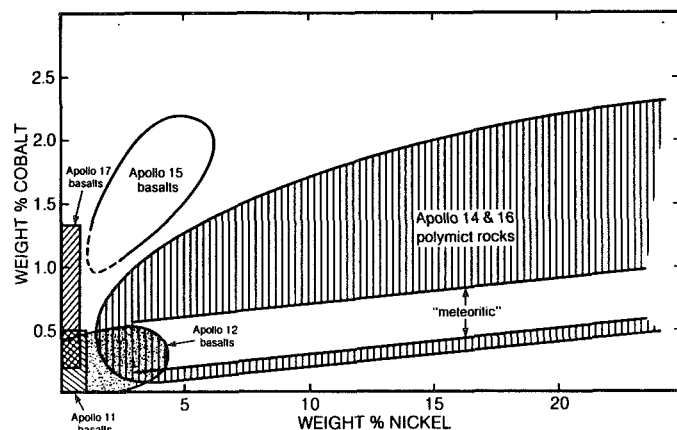 2.5
2.0
1.5
1.0
0.5
WEIGHT % COBALT
Apollo 17
basalts
Apollo 15
basalts
Apollo 14 & 16
polymict rocks
"meteoritic"
Apollo 12
basalts
Apollo 11
basalts
5
10
15
20
WEIGHT % NICKEL